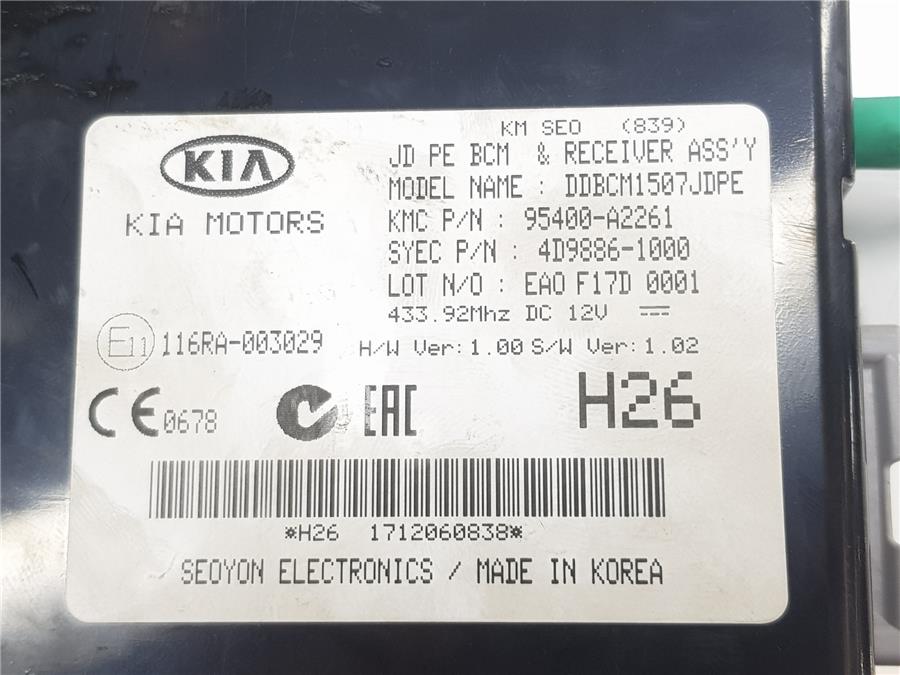 KM SEO (839)
KIA
KIA MOTORS
JD PE BCM & RECEIVER ASS'Y
MODEL NAME : DDBCM1507JDPE
KMC P/N : 95400-A2261
SYEC P/N : 4D9886-1000
LOT N/O : EAO F17D 0001
433.92Mhz DC 12V
E11 116RA-003029
H/W Ver:1.00 S/W Ver:1.02
CE 0678
EAC
H26
*H26 1712060838*
SEOYON ELECTRONICS / MADE IN KOREA